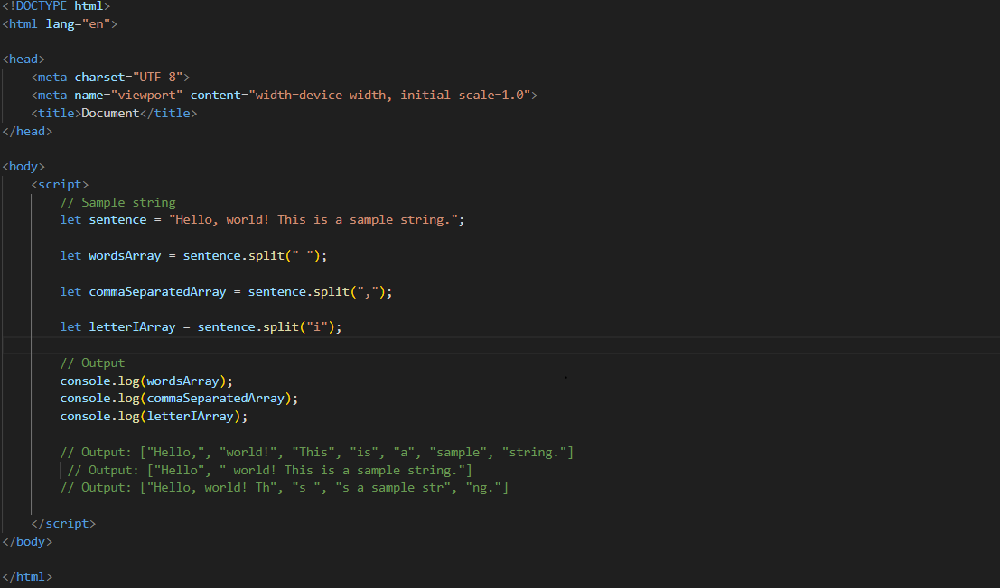 <!DOCTYPE html>
<html lang="en">
<head>
<meta charset="UTF-8">
<meta name="viewport" content="width=device-width, initial-scale=1.0">
<title>Document</title>
</head>
<body>
<script>
// Sample string
let sentence = "Hello, world! This is a sample string.";
let wordsArray = sentence.split(" ");
let commaSeparatedArray = sentence.split(",");
let letterIArray = sentence.split("i");
// Output
console.log(wordsArray);
console.log(commaSeparatedArray);
console.log(letterIArray);
// Output: ["Hello,", "world!", "This", "is", "a", "sample", "string."]
// Output: ["Hello", " world! This is a sample string."]
// Output: ["Hello, world! Th", "s ", "s a sample str", "ng."]
</script>
</body>
</html>